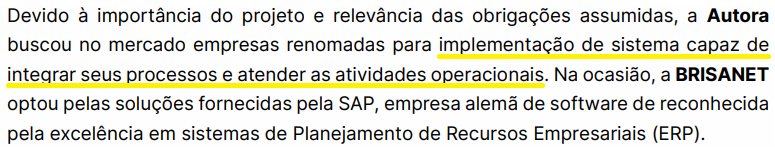 Devido à importância do projeto e relevância das obrigações assumidas, a Autora
buscou no mercado empresas renomadas para implementação de sistema capaz de
integrar seus processos e atender as atividades operacionais. Na ocasião, a BRISANET
optou pelas soluções fornecidas pela SAP, empresa alemã de software de reconhecida
pela excelência em sistemas de Planejamento de Recursos Empresariais (ERP).